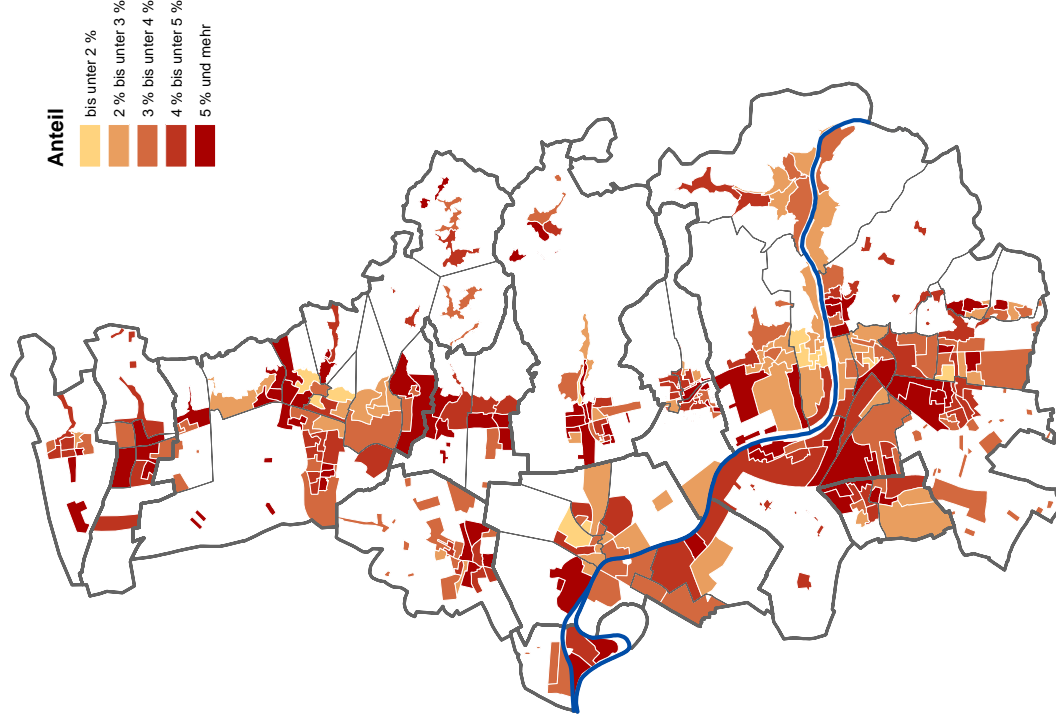 Anteil
bis unter 2 %
2 % bis unter 3 %
3 % bis unter 4 %
4 % bis unter 5 %
5 % und mehr